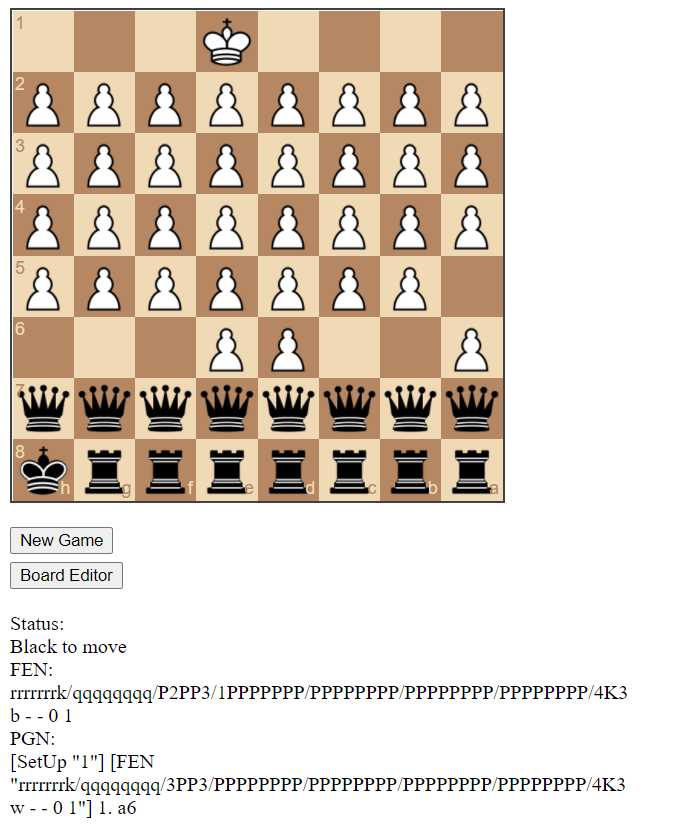 1
2
3
4
5
6
7
8
h g f e d c b a
New Game
Board Editor
Status:
Black to move
FEN:
rrrrrrrk/qqqqqqqq/P2PP3/1PPPPPPP/PPPPPPPP/PPPPPPPP/PPPPPPPP/4K3
b - - 0 1
PGN:
[SetUp "1"] [FEN
"rrrrrrrk/qqqqqqqq/3PP3/PPPPPPPP/PPPPPPPP/PPPPPPPP/PPPPPPPP/4K3
w - - 0 1"] 1. a6